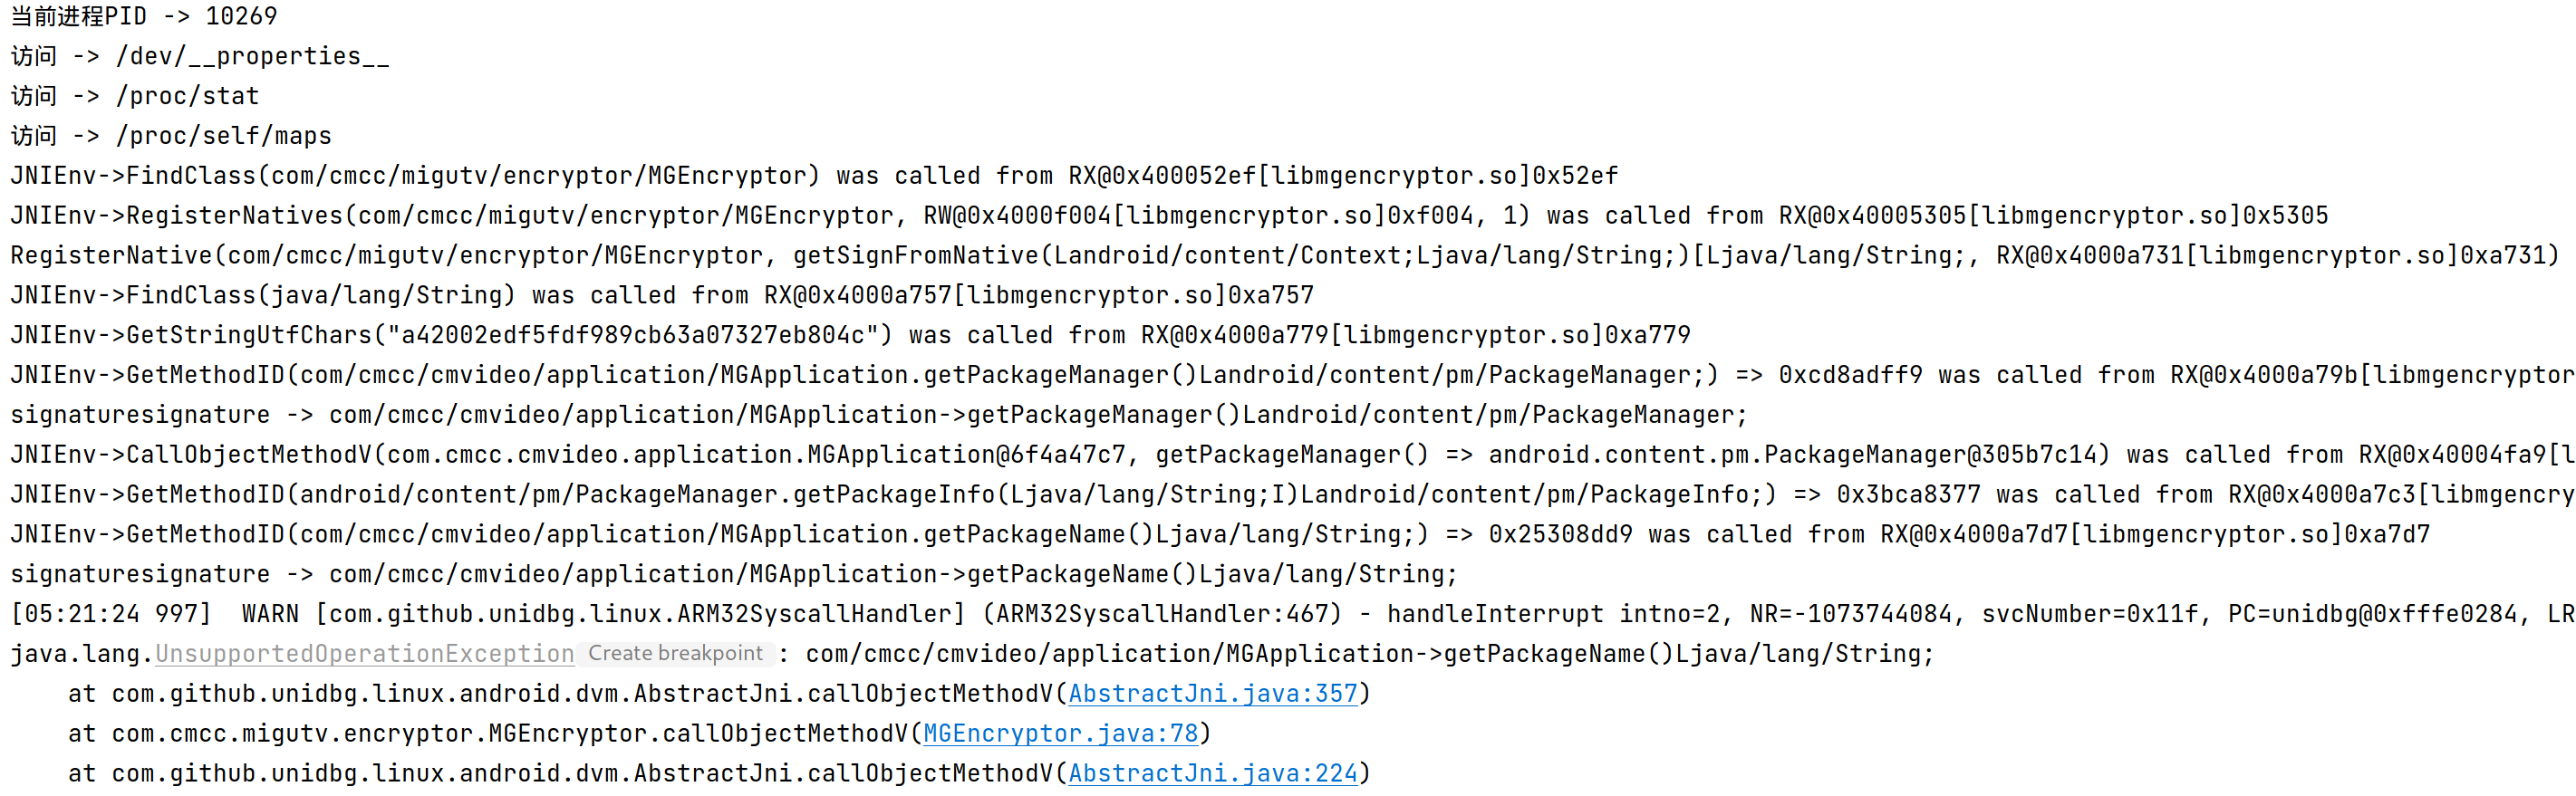 当前进程PID -> 10269
访问 -> /dev/__properties__
访问 -> /proc/stat
访问 -> /proc/self/maps
JNIEnv->FindClass(com/cmcc/migutv/encryptor/MGEncryptor) was called from RX@0x400052ef[libmgencryptor.so]0x52ef
JNIEnv->RegisterNatives(com/cmcc/migutv/encryptor/MGEncryptor, RW@0x4000f004[libmgencryptor.so]0xf004, 1) was called from RX@0x40005305[libmgencryptor.so]0x5305
RegisterNative(com/cmcc/migutv/encryptor/MGEncryptor, getSignFromNative(Landroid/content/Context;Ljava/lang/String;)[Ljava/lang/String;, RX@0x4000a731[libmgencryptor.so]0xa731)
JNIEnv->FindClass(java/lang/String) was called from RX@0x4000a757[libmgencryptor.so]0xa757
JNIEnv->GetStringUtfChars("a42002edf5fdf989cb63a07327eb804c") was called from RX@0x4000a779[libmgencryptor.so]0xa779
JNIEnv->GetMethodID(com/cmcc/cmvideo/application/MGApplication.getPackageManager()Landroid/content/pm/PackageManager;) => 0xcd8adff9 was called from RX@0x4000a79b[libmgencryptor
signaturesignature -> com/cmcc/cmvideo/application/MGApplication->getPackageManager()Landroid/content/pm/PackageManager;
JNIEnv->CallObjectMethodV(com.cmcc.cmvideo.application.MGApplication@6f4a47c7, getPackageManager() => android.content.pm.PackageManager@305b7c14) was called from RX@0x40004fa9[l
JNIEnv->GetMethodID(android/content/pm/PackageManager.getPackageInfo(Ljava/lang/String;I)Landroid/content/pm/PackageInfo;) => 0x3bca8377 was called from RX@0x4000a7c3[libmgencry
JNIEnv->GetMethodID(com/cmcc/cmvideo/application/MGApplication.getPackageName()Ljava/lang/String;) => 0x25308dd9 was called from RX@0x4000a7d7[libmgencryptor.so]0xa7d7
signaturesignature -> com/cmcc/cmvideo/application/MGApplication->getPackageName()Ljava/lang/String;
[05:21:24 997]  WARN [com.github.unidbg.linux.ARM32SyscallHandler] (ARM32SyscallHandler:467) - handleInterrupt intno=2, NR=-1073744084, svcNumber=0x11f, PC=unidbg@0xfffe0284, LR
java.lang.UnsupportedOperationException Create breakpoint : com/cmcc/cmvideo/application/MGApplication->getPackageName()Ljava/lang/String;
    at com.github.unidbg.linux.android.dvm.AbstractJni.callObjectMethodV(AbstractJni.java:357)
    at com.cmcc.migutv.encryptor.MGEncryptor.callObjectMethodV(MGEncryptor.java:78)
    at com.github.unidbg.linux.android.dvm.AbstractJni.callObjectMethodV(AbstractJni.java:224)